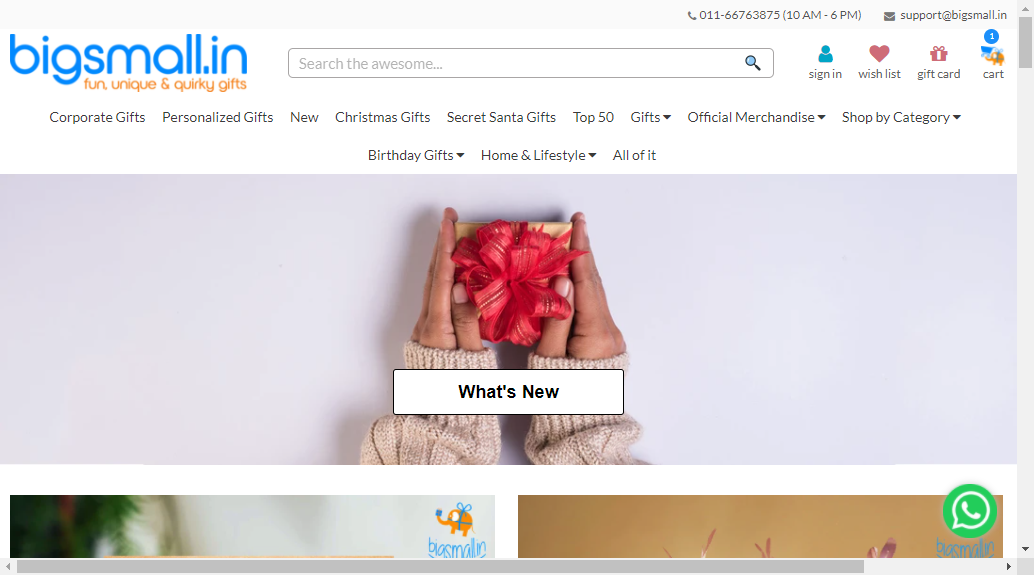 011-66763875 (10 AM - 6 PM) support@bigsmall.in
bigsmall.in
fun, unique & quirky gifts
Search the awesome...
1
sign in wish list gift card cart
Corporate Gifts Personalized Gifts New Christmas Gifts Secret Santa Gifts Top 50 Gifts Official Merchandise Shop by Category
Birthday Gifts Home & Lifestyle All of it
What's New
bigsmall.in
bigsmall.in